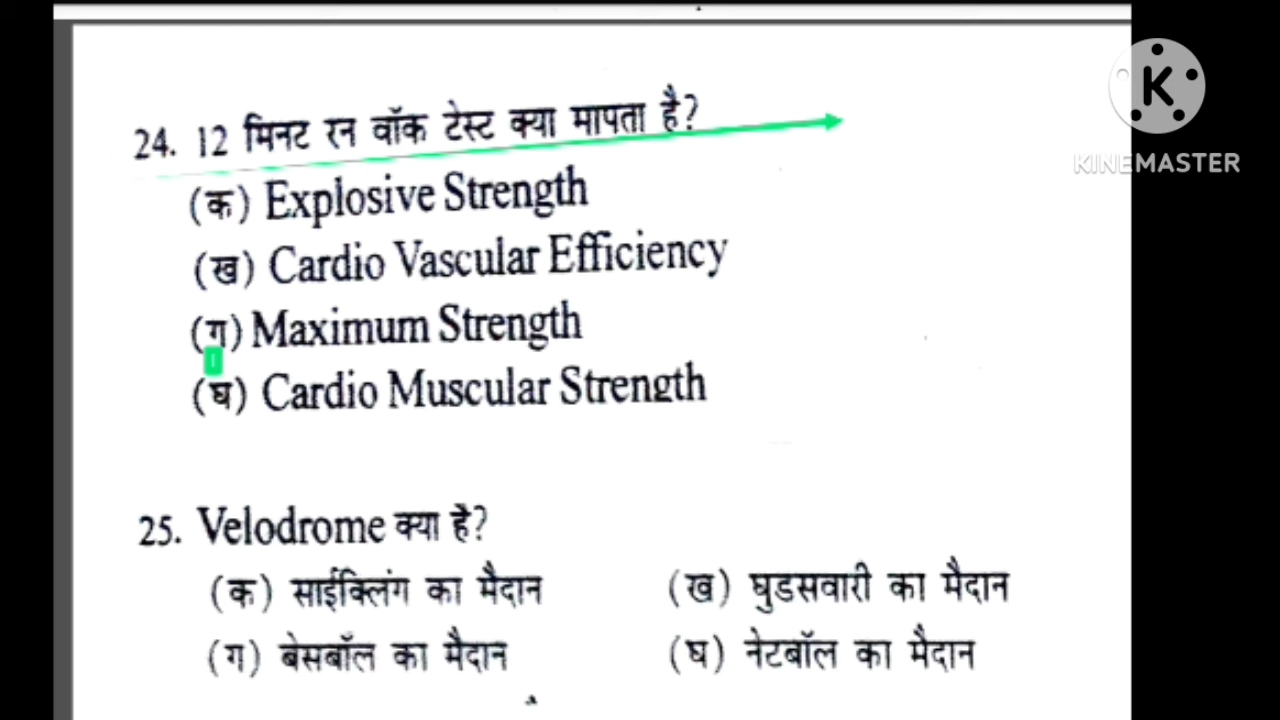 24. 12 मिनट रन वॉक टेस्ट क्या मापता है?
(क) Explosive Strength
(ख) Cardio Vascular Efficiency
(ग) Maximum Strength
(घ) Cardio Muscular Strength
25. Velodrome क्या है?
(क) साईक्लिंग का मैदान (ख) घुडसवारी का मैदान
(ग) बेसबॉल का मैदान (घ) नेटबॉल का मैदान
K
KINEMASTER